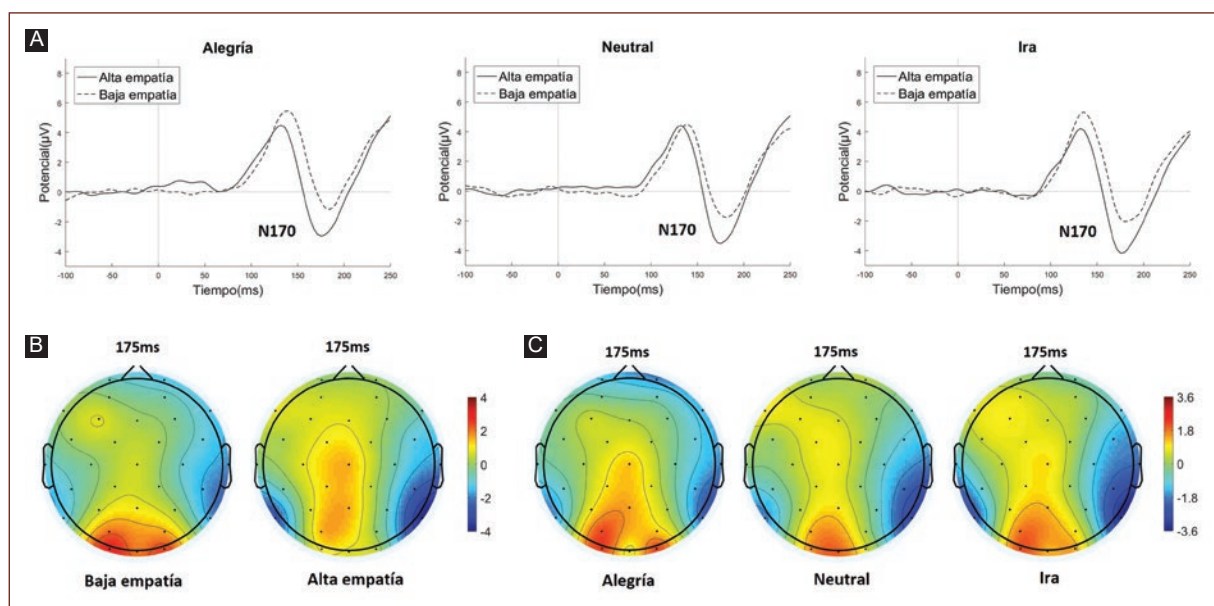 A
Alegría
Alta empatía
Baja empatía
Potencial(µV)
8
6
4
2
0
-2
-4
N170
-100 -50 0 50 100 150 200 250
Tiempo(ms)
Neutral
Alta empatía
Baja empatía
Potencial(µV)
8
6
4
2
0
-2
-4
N170
-100 -50 0 50 100 150 200 250
Tiempo(ms)
Ira
Alta empatía
Baja empatía
Potencial(µV)
8
6
4
2
0
-2
-4
N170
-100 -50 0 50 100 150 200 250
Tiempo(ms)
B
175ms
175ms
4
2
0
-2
-4
Baja empatía
Alta empatía
C
175ms
175ms
175ms
3.6
1.8
0
-1.8
-3.6
Alegría
Neutral
Ira